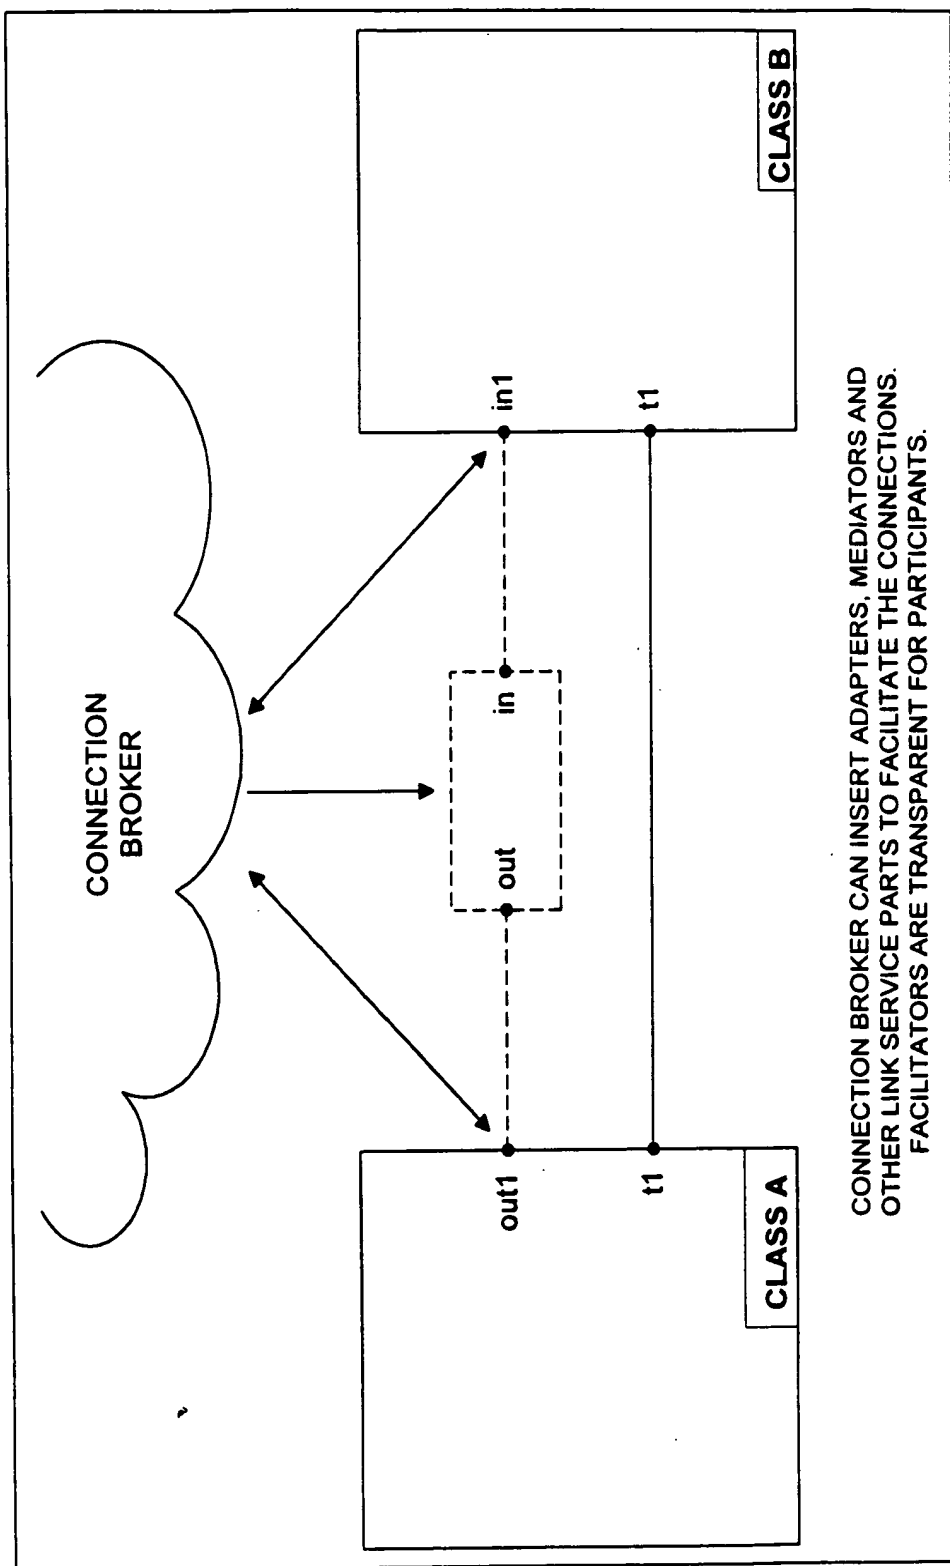 CONNECTION
BROKER
out1
out
in
in1
t1
t1
CLASS A
CLASS B
CONNECTION BROKER CAN INSERT ADAPTERS, MEDIATORS AND
OTHER LINK SERVICE PARTS TO FACILITATE THE CONNECTIONS.
FACILITATORS ARE TRANSPARENT FOR PARTICIPANTS.